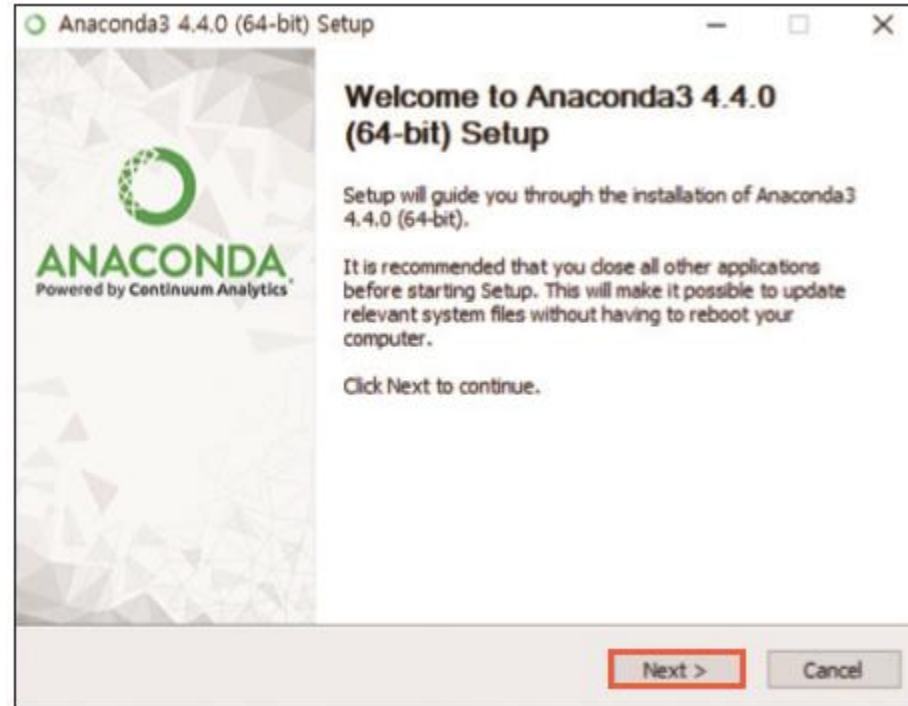 Anaconda3 4.4.0 (64-bit) Setup
ANACONDA
Powered by Continuum Analytics
Welcome to Anaconda3 4.4.0
(64-bit) Setup
Setup will guide you through the installation of Anaconda3
4.4.0 (64-bit).
It is recommended that you close all other applications
before starting Setup. This will make it possible to update
relevant system files without having to reboot your
computer.
Click Next to continue.
Next >
Cancel